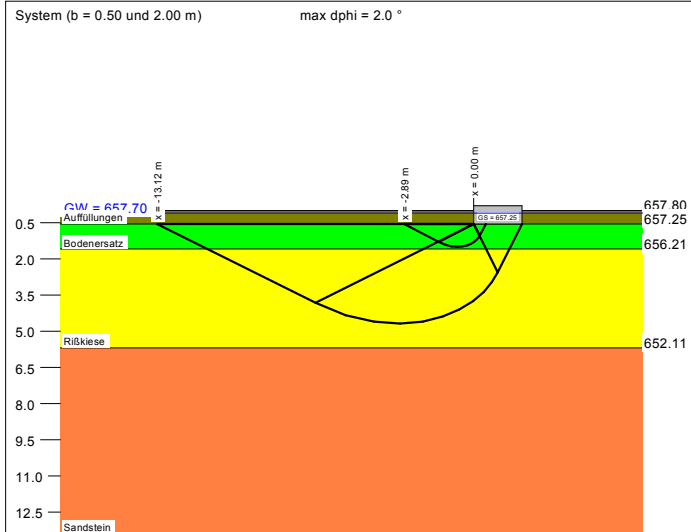 System (b = 0.50 und 2.00 m)
max dphi = 2.0 °
x = -13.12 m
x = -2.89 m
x = 0.00 m
GW = 657.70
657.80
Auffüllungen
GS = 657.25
657.25
0.5
Bodenersatz
656.21
2.0
3.5
5.0
Rißkiese
652.11
6.5
8.0
9.5
11.0
12.5
Sandstein